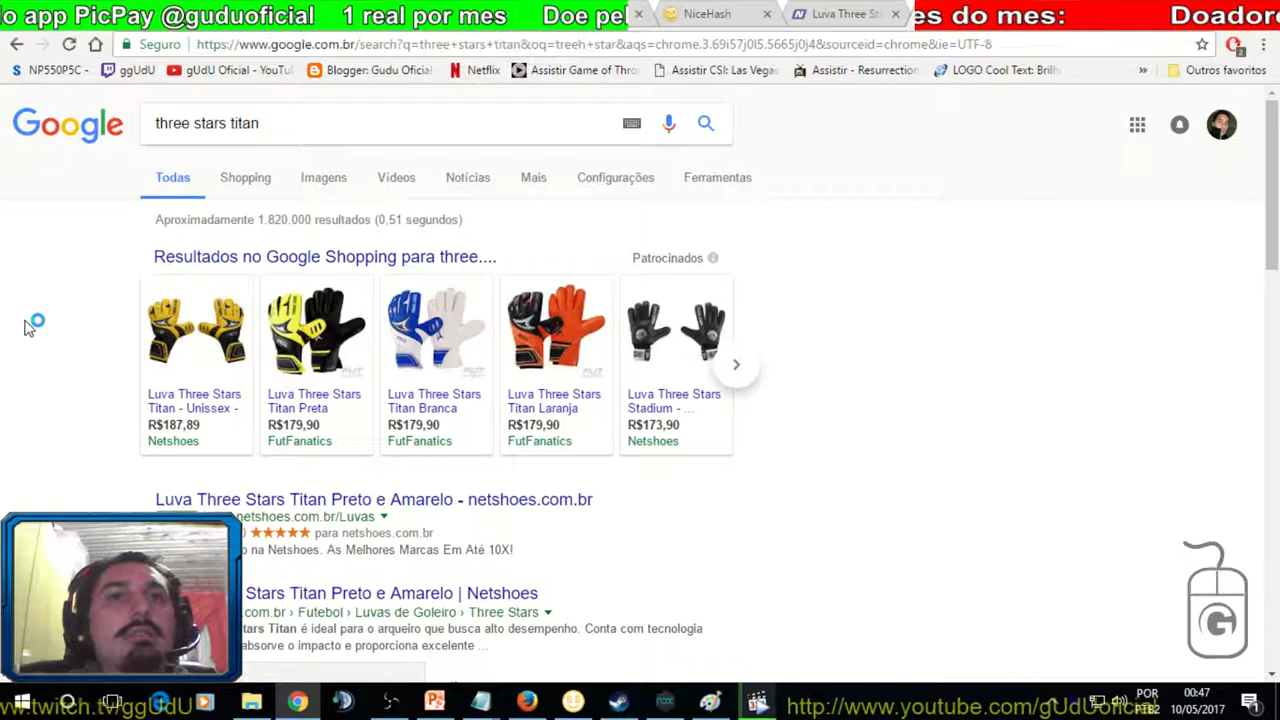 o app PicPay @guduoficial    1 real por mes    Doe pel
es do mes:    Doador
NiceHash
Luva Three St
Seguro
https://www.google.com.br/search?q=three+stars+titan&oq=treeh+star&aqs=chrome.3.69i57j0l5.5665j0j4&sourceid=chrome&ie=UTF-8
2
NP550P5C -
ggUdU
gUdU Oficial - YouTu
Blogger: Gudu Oficial
Netflix
Assistir Game of Thro
Assistir CSI: Las Vegas
Assistir - Resurrection
LOGO Cool Text: Brilh
»
Outros favoritos
Google
three stars titan
Todas
Shopping
Imagens
Vídeos
Notícias
Mais
Configurações
Ferramentas
Aproximadamente 1.820.000 resultados (0,51 segundos)
Resultados no Google Shopping para three....
Patrocinados
Luva Three Stars
Titan - Unissex -
R$187,89
Netshoes
Luva Three Stars
Titan Preta
R$179,90
FutFanatics
Luva Three Stars
Titan Branca
R$179,90
FutFanatics
Luva Three Stars
Titan Laranja
R$179,90
FutFanatics
Luva Three Stars
Stadium - ...
R$173,90
Netshoes
Luva Three Stars Titan Preto e Amarelo - netshoes.com.br
netshoes.com.br/Luvas
para netshoes.com.br
o na Netshoes. As Melhores Marcas Em Até 10X!
Stars Titan Preto e Amarelo | Netshoes
.com.br › Futebol › Luvas de Goleiro › Three Stars
tars Titan é ideal para o arqueiro que busca alto desempenho. Conta com tecnologia
absorve o impacto e proporciona excelente ...
G
POR
PTB2
00:47
10/05/2017
ww.twitch.tv/ggUdU
http://www.youtube.com/gUdUOf